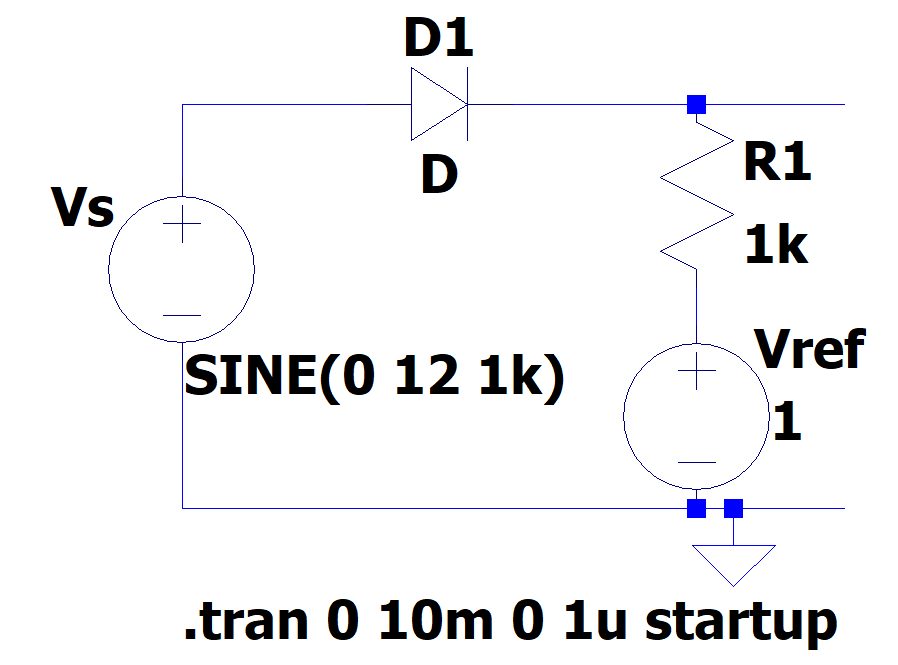 D1
D
Vs
SINE(0 12 1k)
R1
1k
Vref
1
.tran 0 10m 0 1u startup